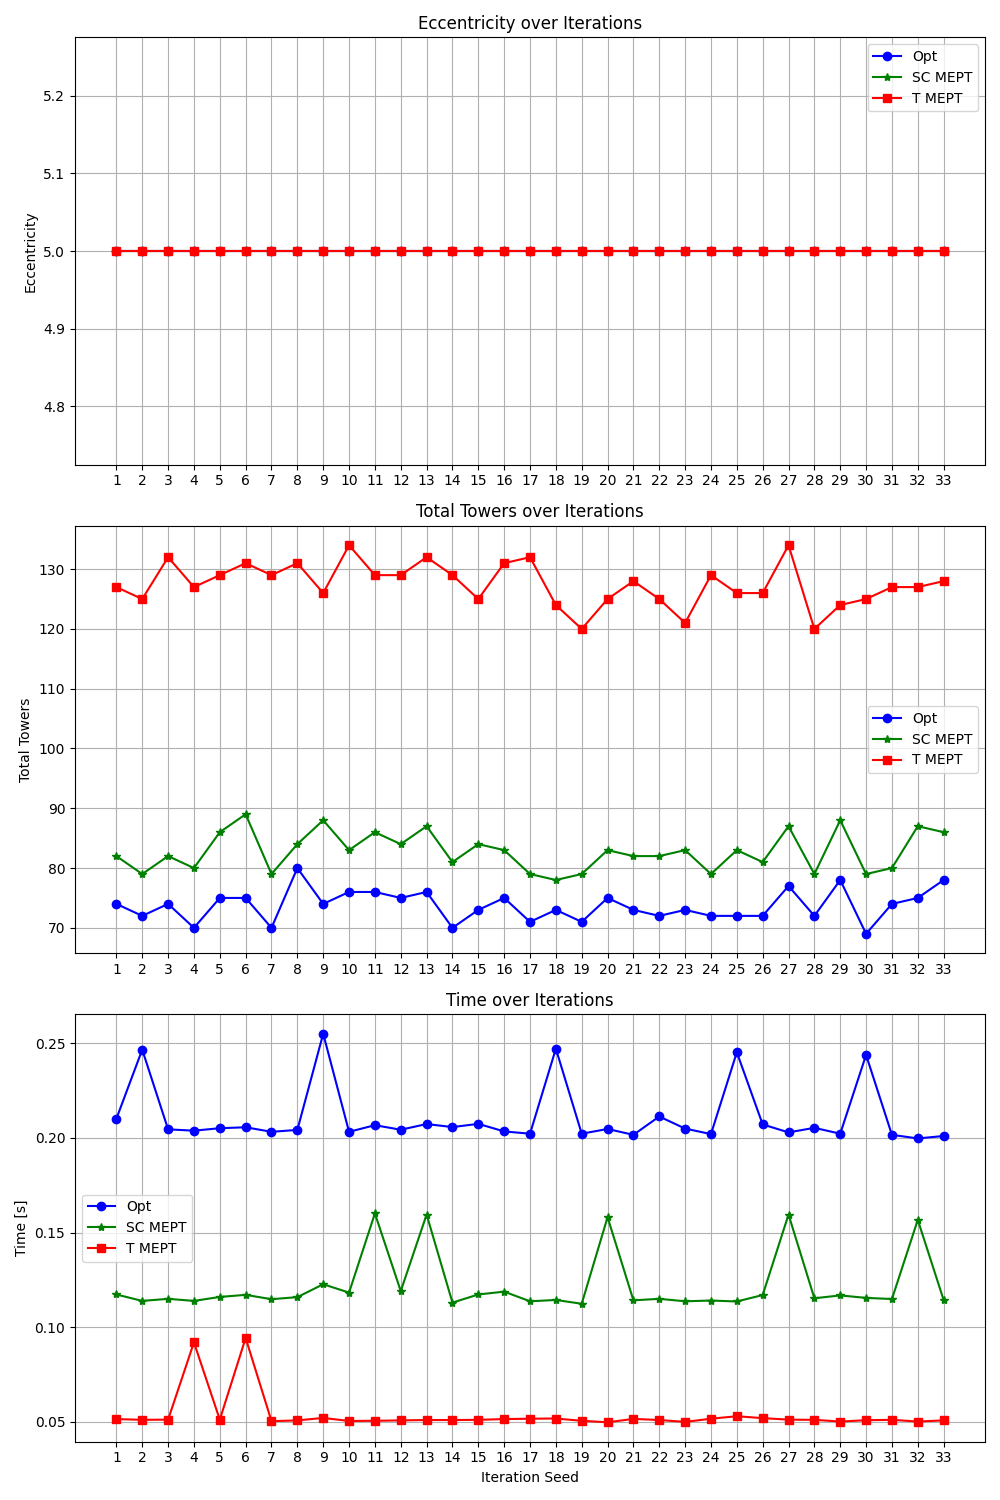 Eccentricity over Iterations
Opt
SC MEPT
T MEPT
5.2
5.1
5.0
4.9
4.8
Eccentricity
1 2 3 4 5 6 7 8 9 10 11 12 13 14 15 16 17 18 19 20 21 22 23 24 25 26 27 28 29 30 31 32 33
Total Towers over Iterations
130
120
110
100
90
80
70
Total Towers
Opt
SC MEPT
T MEPT
1 2 3 4 5 6 7 8 9 10 11 12 13 14 15 16 17 18 19 20 21 22 23 24 25 26 27 28 29 30 31 32 33
Time over Iterations
0.25
0.20
0.15
0.10
0.05
Time [s]
Opt
SC MEPT
T MEPT
1 2 3 4 5 6 7 8 9 10 11 12 13 14 15 16 17 18 19 20 21 22 23 24 25 26 27 28 29 30 31 32 33
Iteration Seed